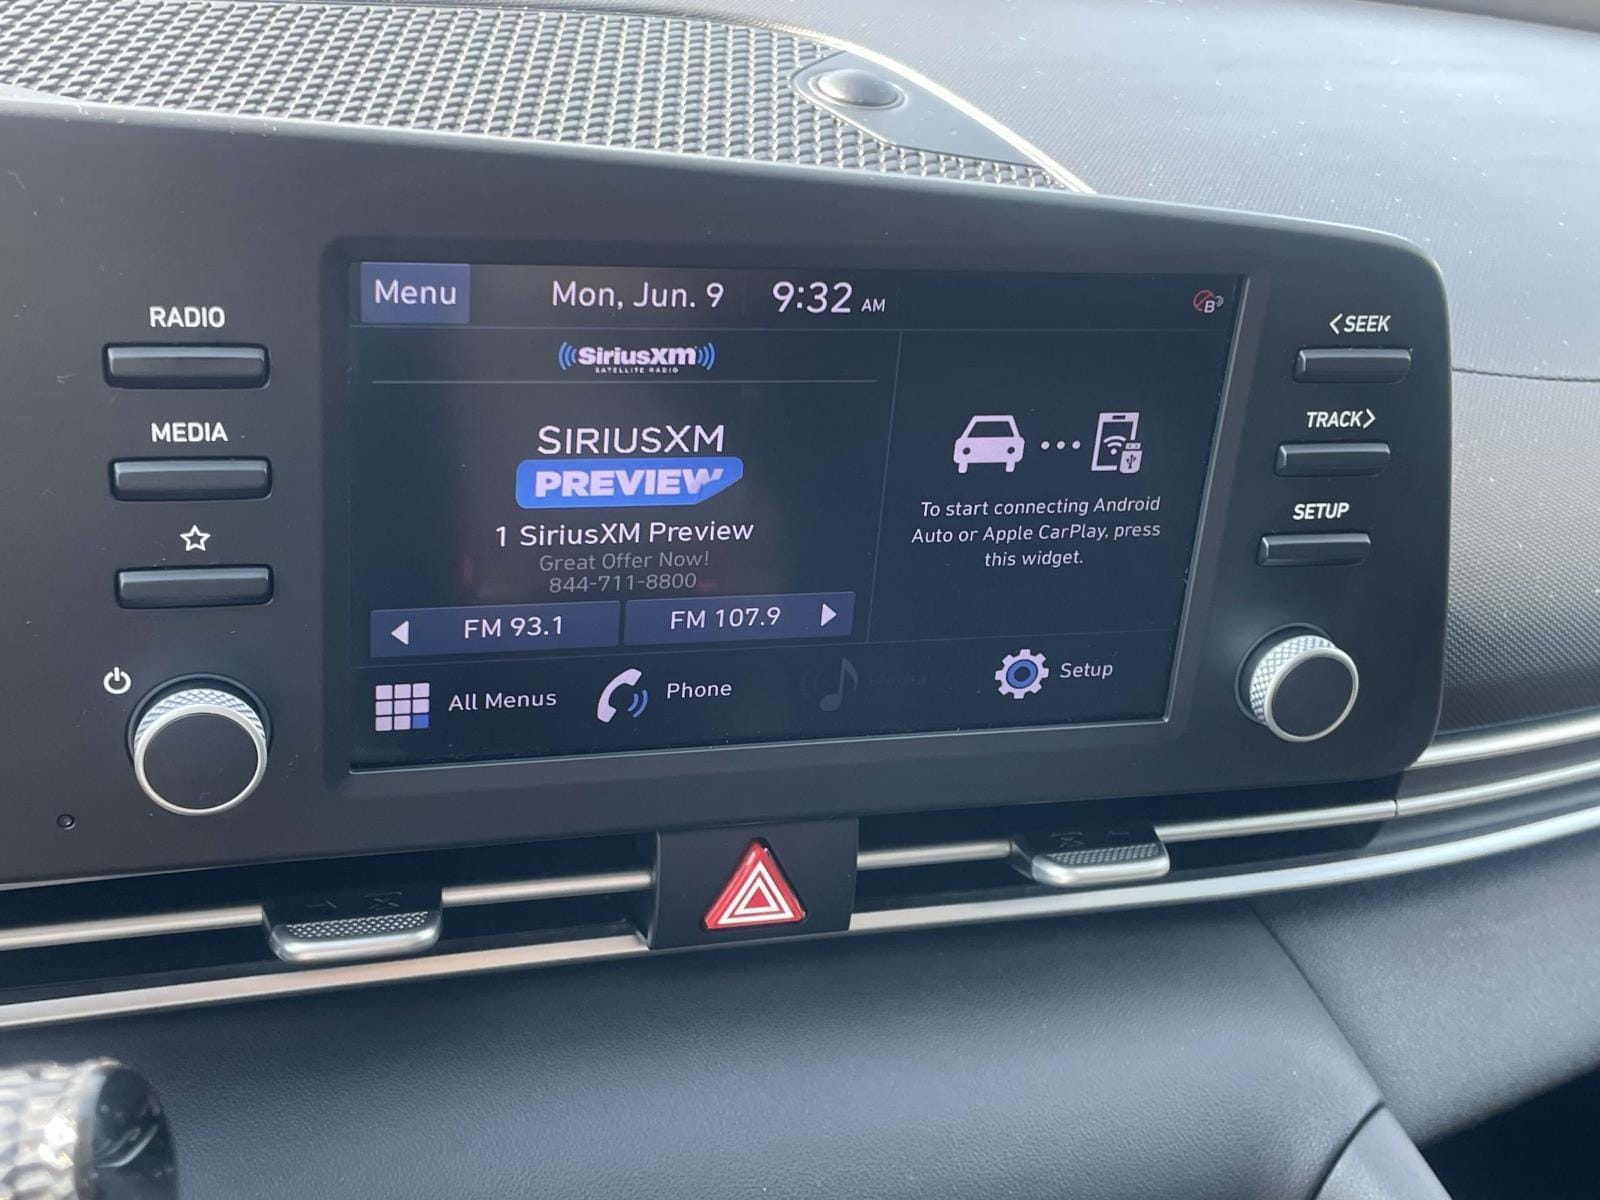 RADIO
MEDIA
Menu
Mon, Jun. 9
9:32 AM
B
SiriusXM
SATELLITE RADIO
SIRIUSXM
PREVIEW
1 SiriusXM Preview
Great Offer Now!
844-711-8800
FM 93.1
FM 107.9
To start connecting Android
Auto or Apple CarPlay, press
this widget.
All Menus
Phone
Setup
<SEEK
TRACK>
SETUP